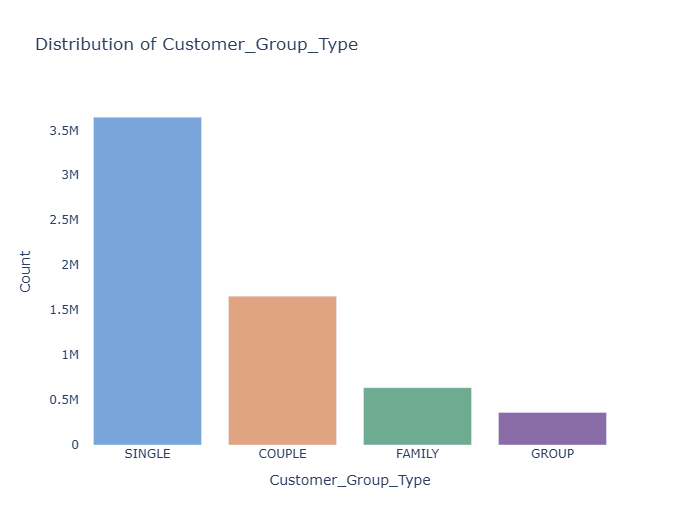 Distribution of Customer_Group_Type
3.5M
3M
2.5M
2M
1.5M
1M
0.5M
0
Count
SINGLE COUPLE FAMILY GROUP
Customer_Group_Type